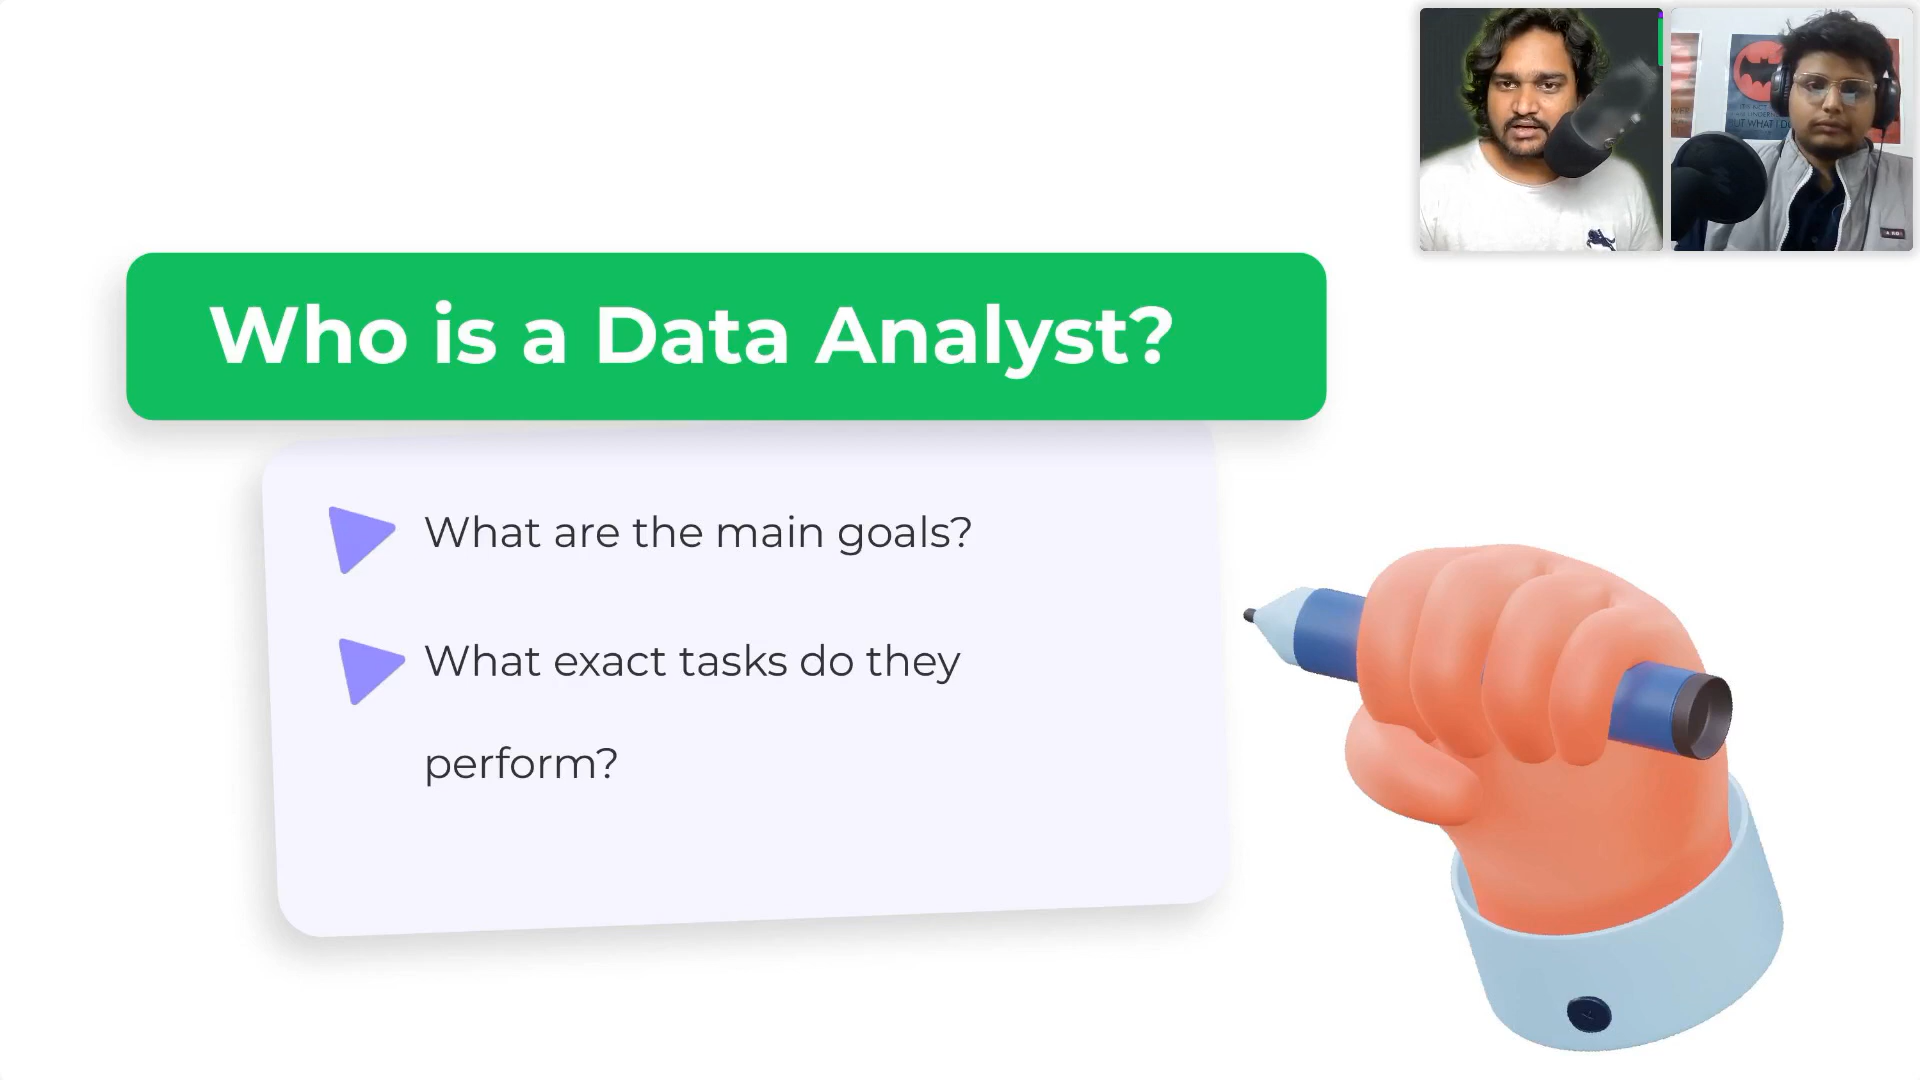 Who is a Data Analyst?
What are the main goals?
What exact tasks do they
perform?